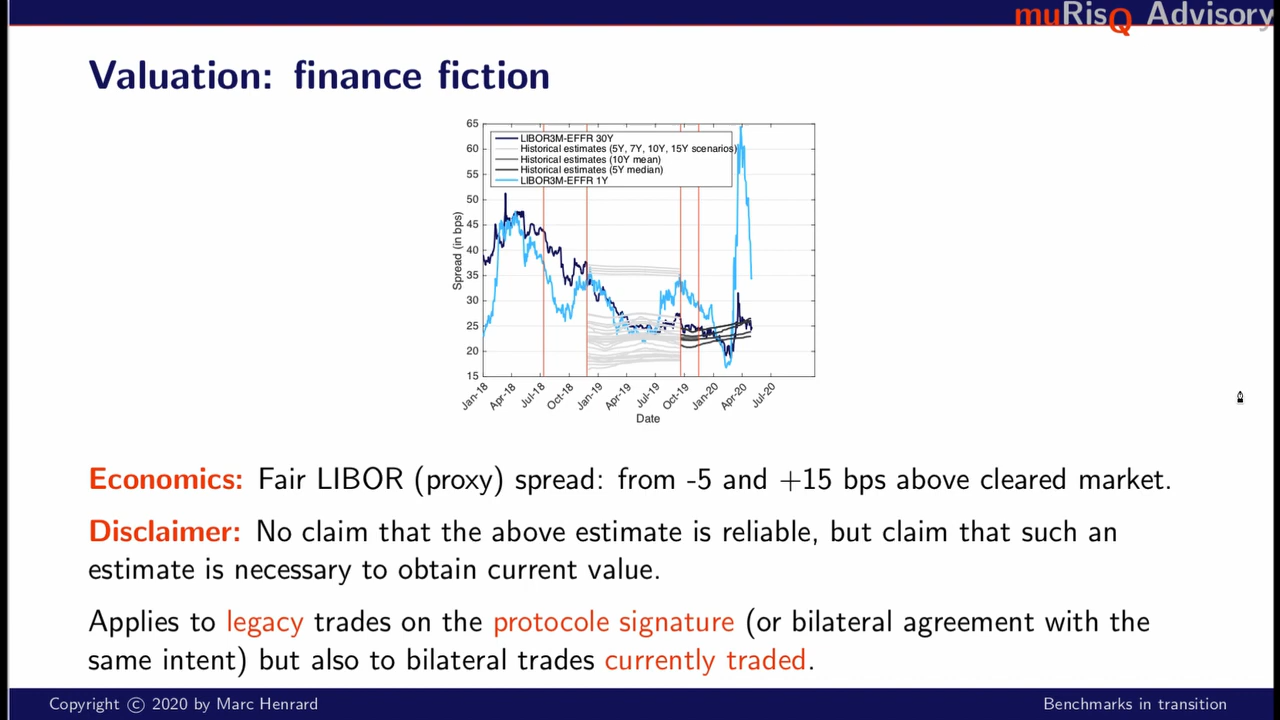 muRisQ Advisory
Valuation: finance fiction
65
60
55
50
45
40
35
30
25
20
15
Spread (in bps)
LIBOR3M-EFFR 30Y
Historical estimates (5Y, 7Y, 10Y, 15Y scenarios)
Historical estimates (10Y mean)
Historical estimates (5Y median)
LIBOR3M-EFFR 1Y
Jan-18
Apr-18
Jul-18
Oct-18
Jan-19
Apr-19
Jul-19
Oct-19
Jan-20
Apr-20
Jul-20
Date
Economics: Fair LIBOR (proxy) spread: from -5 and +15 bps above cleared market.
Disclaimer: No claim that the above estimate is reliable, but claim that such an
estimate is necessary to obtain current value.
Applies to legacy trades on the protocole signature (or bilateral agreement with the
same intent) but also to bilateral trades currently traded.
Copyright © 2020 by Marc Henrard
Benchmarks in transition